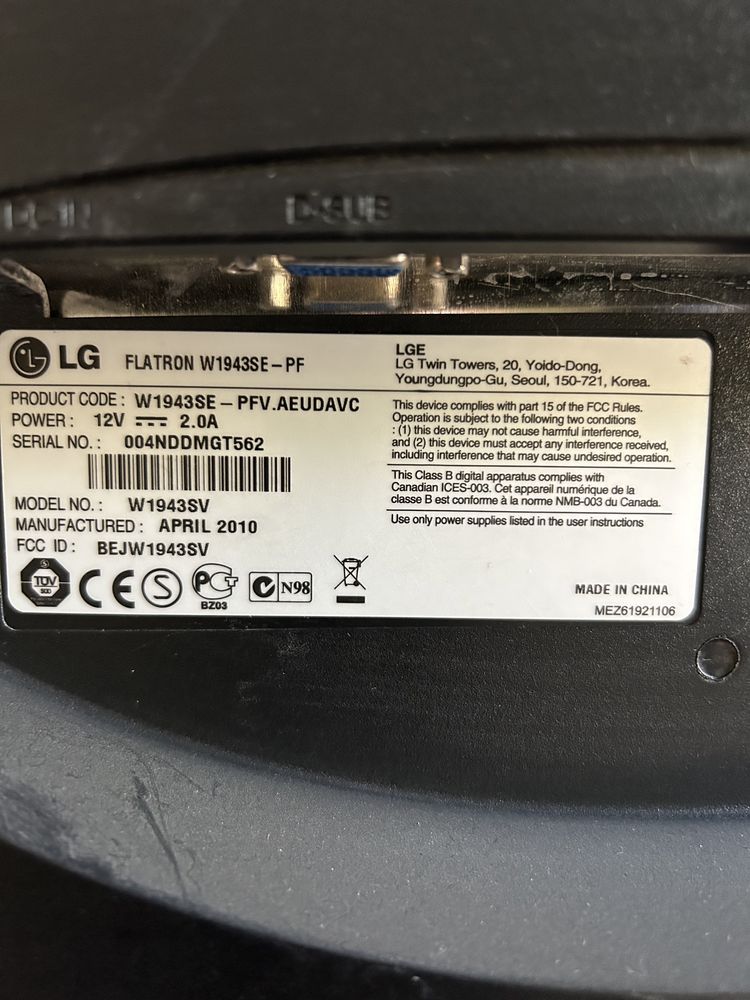 DC-IN
D-SUB
LG FLATRON W1943SE-PF
PRODUCT CODE : W1943SE-PFV.AEUDAVC
POWER : 12V 2.0A
SERIAL NO. : 004NDDMGT562
MODEL NO. : W1943SV
MANUFACTURED : APRIL 2010
FCC ID : BEJW1943SV
TÜV
CE
S
PCT
BZ03
N98
LGE
LG Twin Towers, 20, Yoido-Dong,
Youngdungpo-Gu, Seoul, 150-721, Korea.
This device complies with part 15 of the FCC Rules.
Operation is subject to the following two conditions
: (1) this device may not cause harmful interference,
and (2) this device must accept any interference received,
including interference that may cause undesired operation.
This Class B digital apparatus complies with
Canadian ICES-003. Cet appareil numérique de la
classe B est conforme à la norme NMB-003 du Canada.
Use only power supplies listed in the user instructions
MADE IN CHINA
MEZ61921106